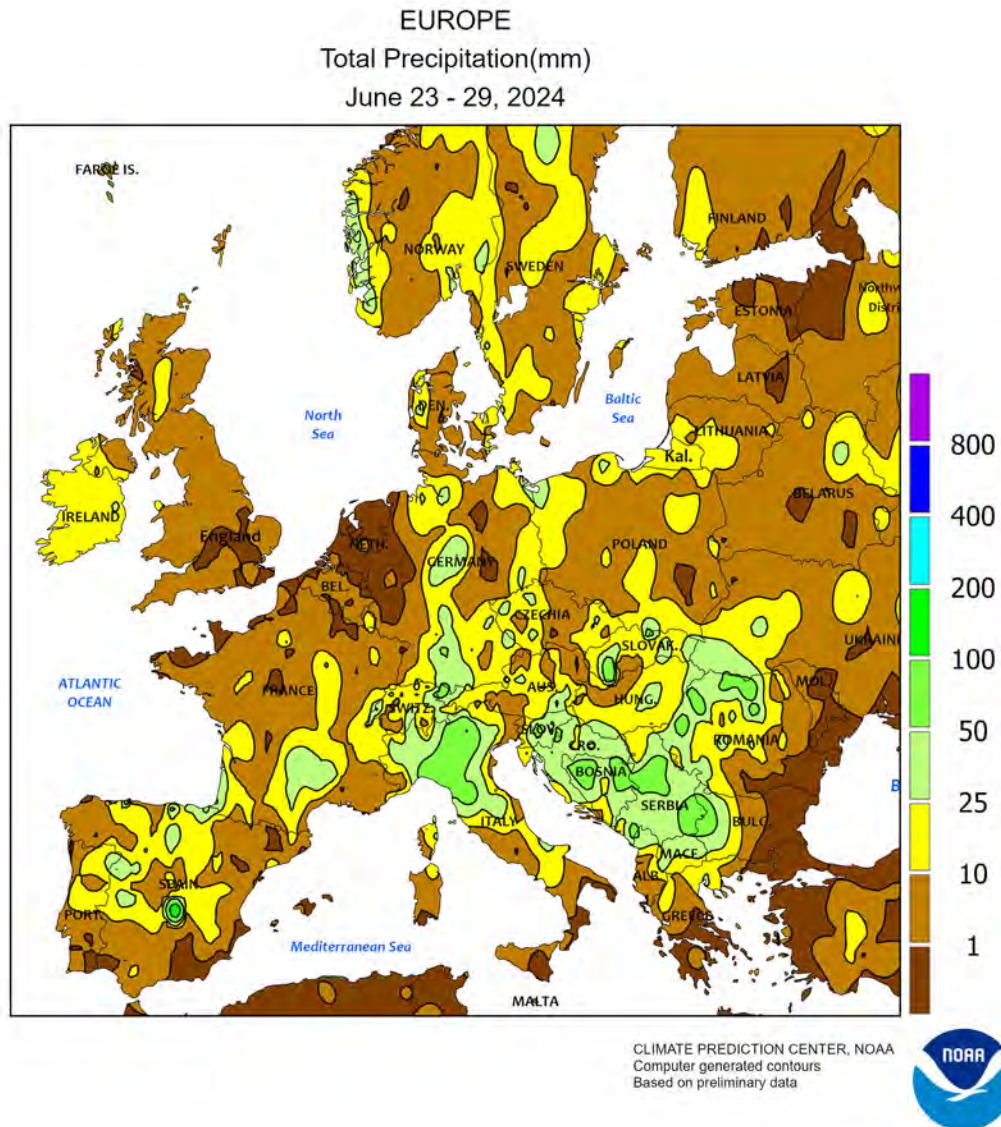 EUROPE
Total Precipitation(mm)
June 23 - 29, 2024
FAROE IS.
FINLAND
NORWAY
SWEDEN
Northw
Distri
ESTONIA
LATVIA
North
Sea
Baltic
Sea
DEN.
LITHUANIA
Kal.
IRELAND
England
BELARUS
NETH.
POLAND
GERMANY
BEL.
CZECHIA
UKRAINE
SLOVAK.
ATLANTIC
OCEAN
FRANCE
AUS.
MOL.
SWITZ.
HUNG.
SLOV.
CRO.
ROMANIA
BOSNIA
B
SERBIA
ITALY
BULG.
MACE.
SPAIN
ALB.
PORT.
GREECE
Mediterranean Sea
MALTA
800
400
200
100
50
25
10
1
CLIMATE PREDICTION CENTER, NOAA
Computer generated contours
Based on preliminary data
NOAA